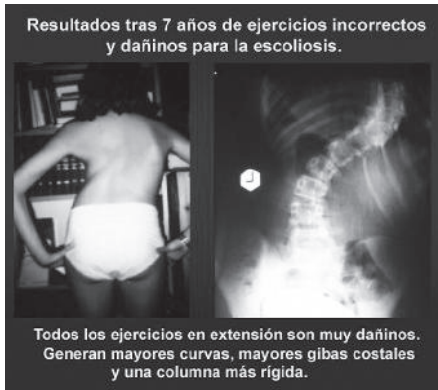 Resultados tras 7 años de ejercicios incorrectos
y dañinos para la escoliosis.
Todos los ejercicios en extensión son muy dañinos.
Generan mayores curvas, mayores gibas costales
y una columna más rígida.